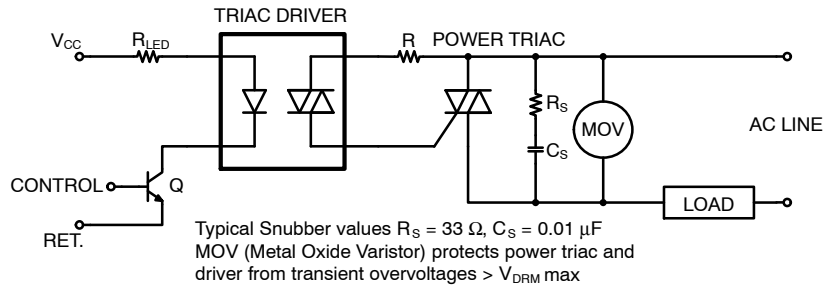 TRIAC DRIVER
VCC
RLED
R
POWER TRIAC
RS
MOV
AC LINE
CS
CONTROL
Q
LOAD
RET.
Typical Snubber values RS = 33 Ω, CS = 0.01 μF
MOV (Metal Oxide Varistor) protects power triac and
driver from transient overvoltages > VDRM max